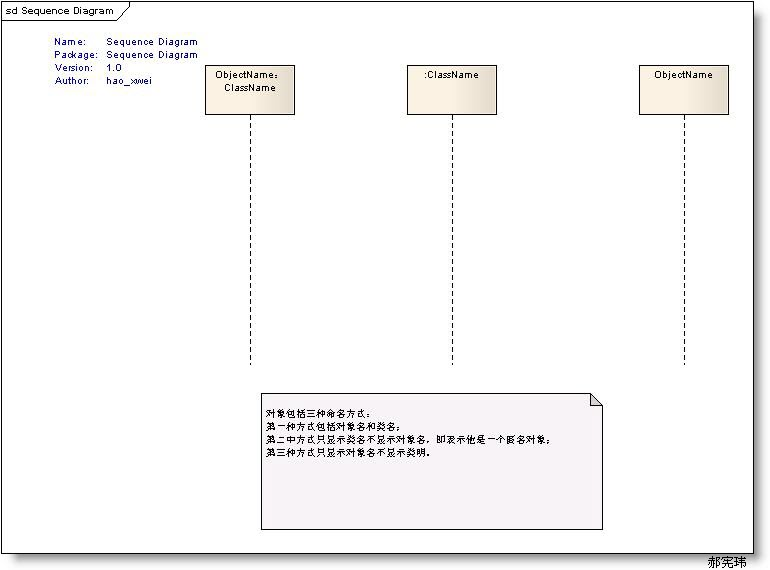 sd Sequence Diagram
Name: Sequence Diagram
Package: Sequence Diagram
Version: 1.0
Author: hao_xwei
ObjectName：
ClassName
:ClassName
ObjectName
对象包括三种命名方式：
第一种方式包括对象名和类名；
第二中方式只显示类名不显示对象名，即表示他是一个匿名对象；
第三种方式只显示对象名不显示类明。
郝宪玮